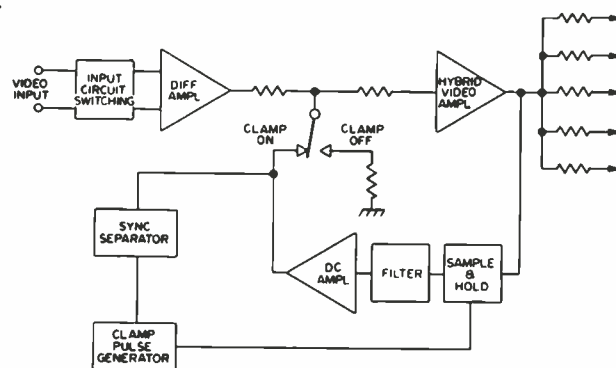 VIDEO
INPUT
INPUT
CIRCUIT
SWITCHING
DIFF
AMPL
HYBRID
VIDEO
AMPL
CLAMP
ON
CLAMP
OFF
SYNC
SEPARATOR
DC
AMPL
FILTER
SAMPLE
&
HOLD
CLAMP
PULSE
GENERATOR